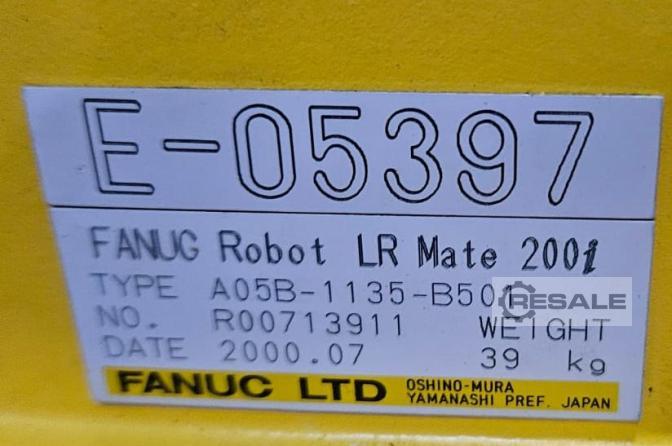 E-05397
FANUC Robot LR Mate 200i
TYPE A05B-1135-B501
NO. R00713911 WEIGHT
DATE 2000.07 39 kg
FANUC LTD OSHINO-MURA
YAMANASHI PREF. JAPAN
RESALE